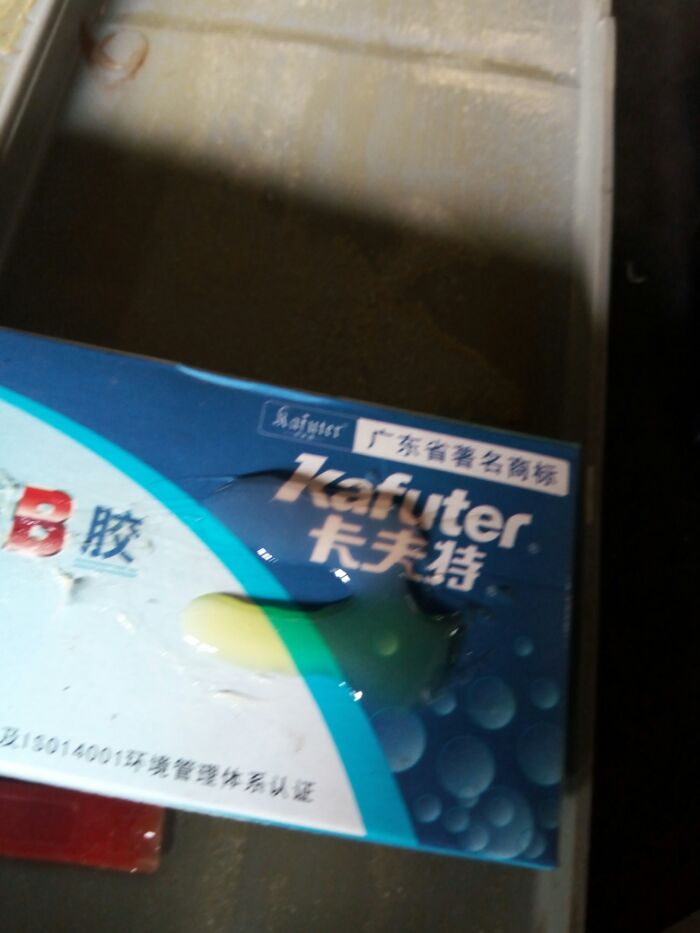 Kafuter
广东省著名商标
Kafuter
卡夫特
B胶
及ISO14001环境管理体系认证